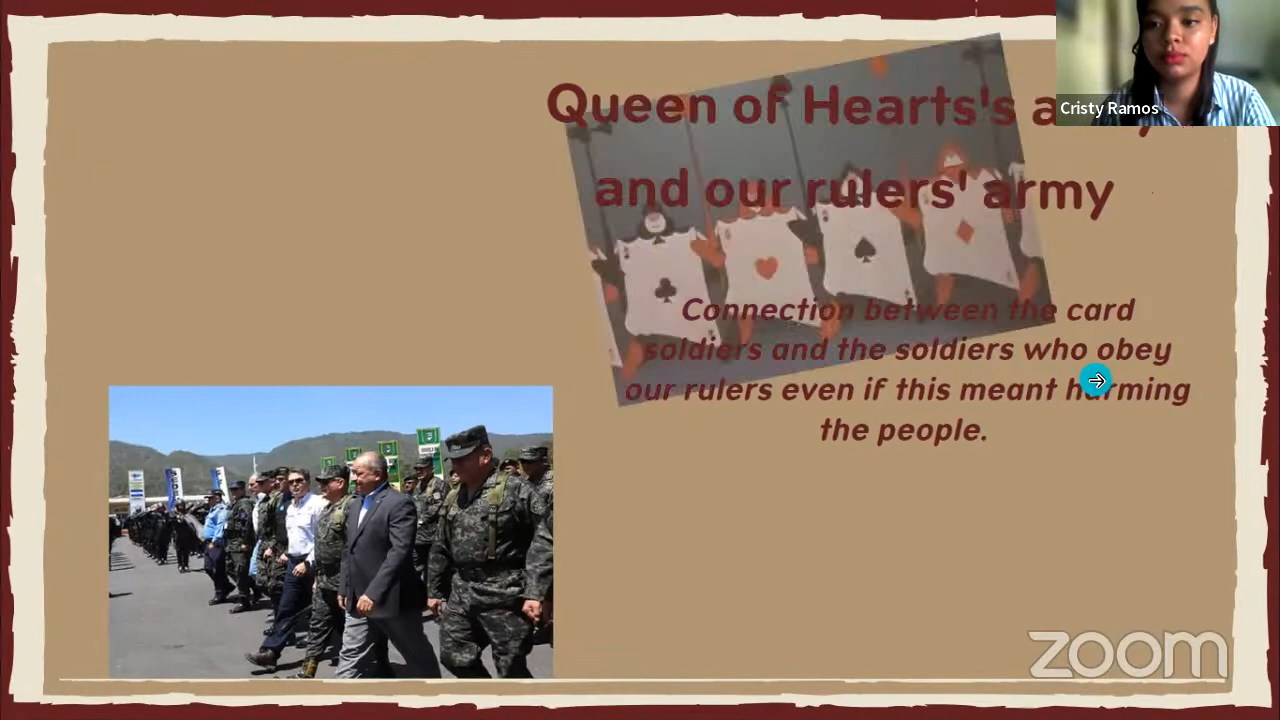 Queen of Hearts's
and our rulers' army
Connection between the card
soldiers and the soldiers who obey
our rulers even if this meant harming
the people.
Cristy Ramos
zoom